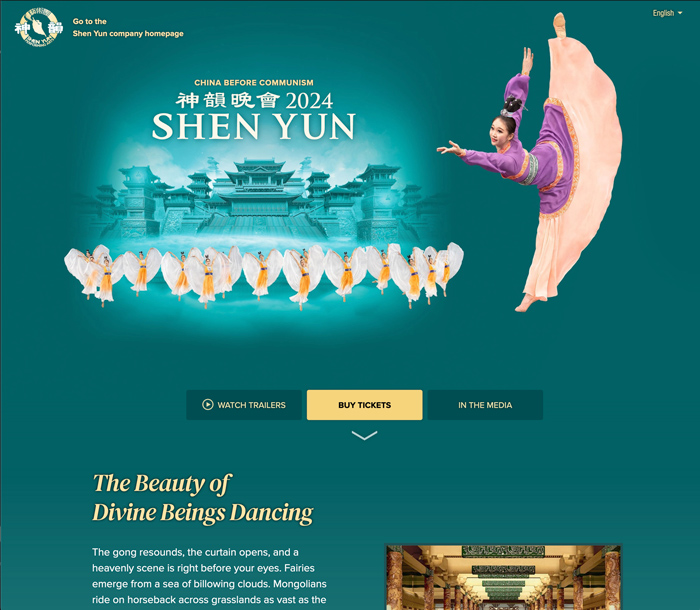 Go to the
Shen Yun company homepage
English
CHINA BEFORE COMMUNISM
神韻晚會 2024
SHEN YUN
WATCH TRAILERS
BUY TICKETS
IN THE MEDIA
The Beauty of
Divine Beings Dancing
The gong resounds, the curtain opens, and a
heavenly scene is right before your eyes. Fairies
emerge from a sea of billowing clouds. Mongolians
ride on horseback across grasslands as vast as the
神韻
SHEN YUN